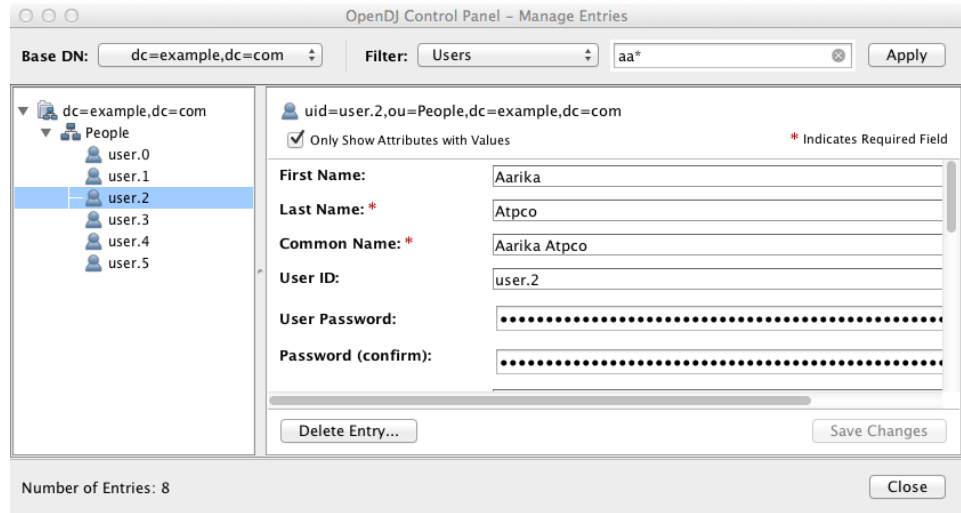 OpenDJ Control Panel – Manage Entries
Base DN: dc=example,dc=com Filter: Users aa* Apply
dc=example,dc=com
People
user.0
user.1
user.2
user.3
user.4
user.5
uid=user.2,ou=People,dc=example,dc=com
Only Show Attributes with Values * Indicates Required Field
First Name: Aarika
Last Name: * Atpco
Common Name: * Aarika Atpco
User ID: user.2
User Password:
Password (confirm):
Delete Entry... Save Changes
Number of Entries: 8 Close